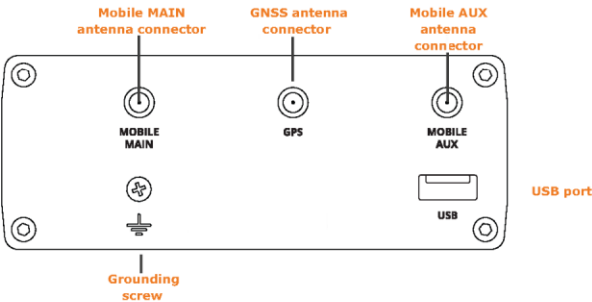 Mobile MAIN
antenna connector
GNSS antenna
connector
Mobile AUX
antenna
connector
MOBILE
MAIN
GPS
MOBILE
AUX
USB port
USB
Grounding
screw